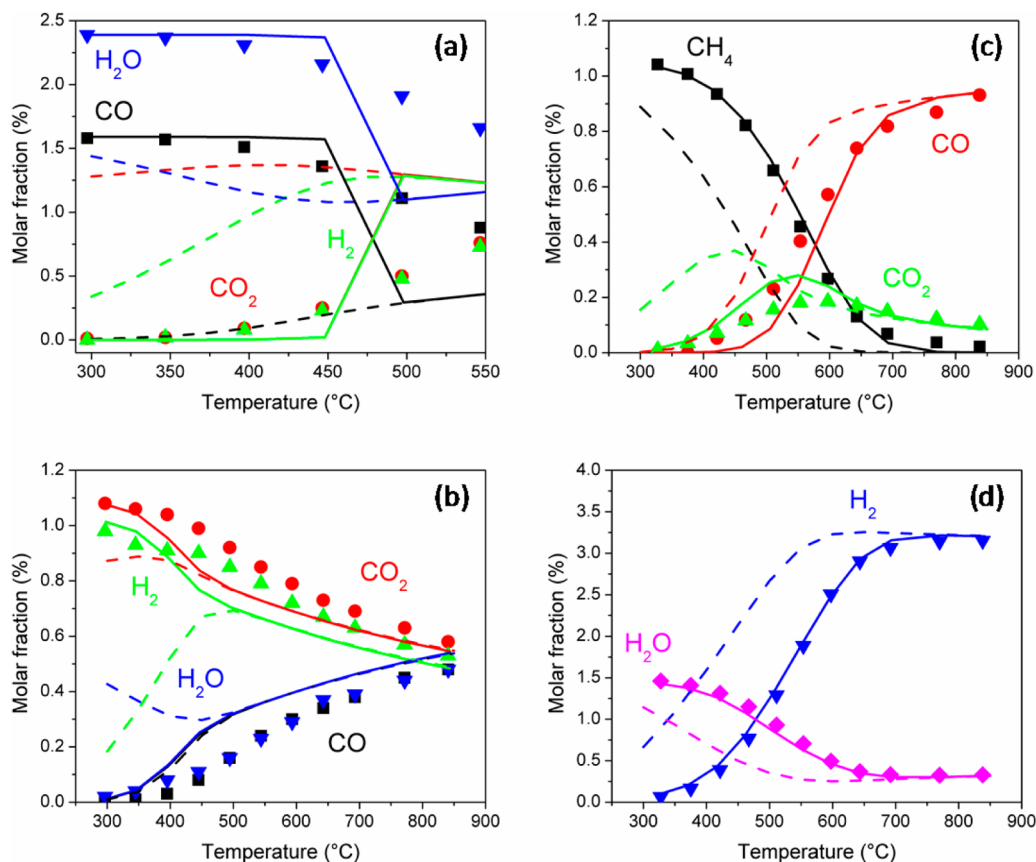 (a)
2.5
2.0
1.5
1.0
0.5
0.0
Molar fraction (%)
H₂O
CO
H₂
CO₂
300 350 400 450 500 550
Temperature (°C)
(c)
1.2
1.0
0.8
0.6
0.4
0.2
0.0
Molar fraction (%)
CH₄
CO
CO₂
300 400 500 600 700 800 900
Temperature (°C)
(b)
1.2
1.0
0.8
0.6
0.4
0.2
0.0
Molar fraction (%)
CO₂
H₂
H₂O
CO
300 400 500 600 700 800 900
Temperature (°C)
(d)
4.0
3.5
3.0
2.5
2.0
1.5
1.0
0.5
0.0
Molar fraction (%)
H₂
H₂O
300 400 500 600 700 800 900
Temperature (°C)